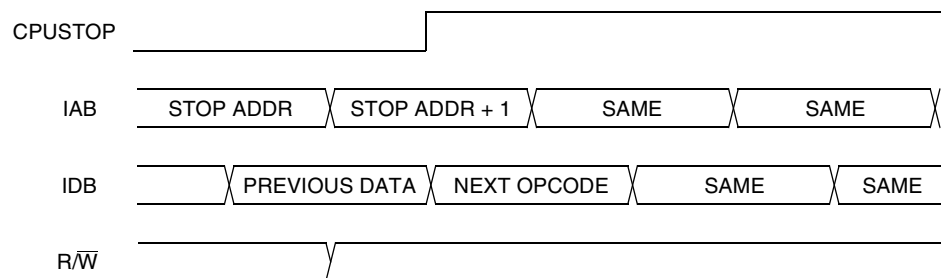 CPUSTOP
IAB STOP ADDR STOP ADDR + 1 SAME SAME
IDB PREVIOUS DATA NEXT OPCODE SAME SAME
R/W̅